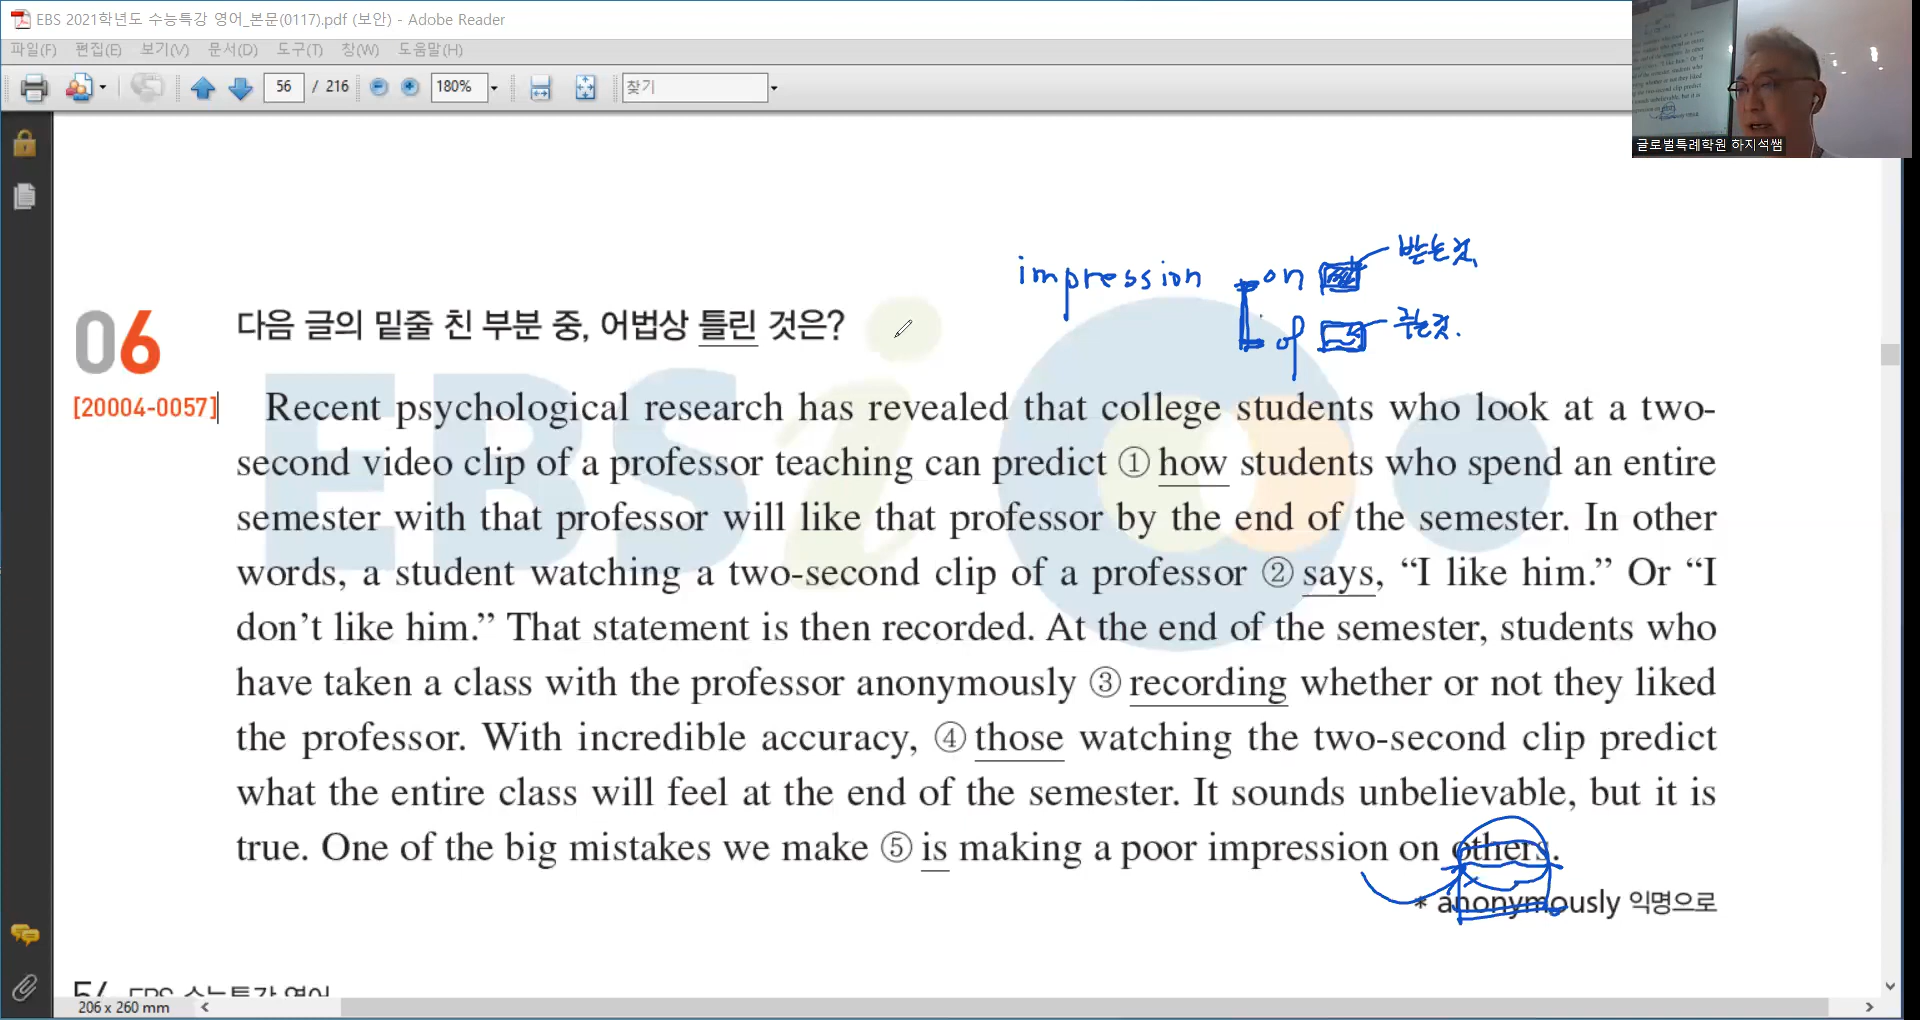 EBS 2021학년도 수능특강 영어_본문(0117).pdf (보안) - Adobe Reader
파일(F) 편집(E) 보기(V) 문서(D) 도구(T) 창(W) 도움말(H)
56 / 216 180% 찾기
글로벌특례학원 하지석쌤
impression on 받는것
of 주는것.
06 다음 글의 밑줄 친 부분 중, 어법상 틀린 것은?
[20004-0057] Recent psychological research has revealed that college students who look at a two-
second video clip of a professor teaching can predict ① how students who spend an entire
semester with that professor will like that professor by the end of the semester. In other
words, a student watching a two-second clip of a professor ② says, “I like him.” Or “I
don’t like him.” That statement is then recorded. At the end of the semester, students who
have taken a class with the professor anonymously ③ recording whether or not they liked
the professor. With incredible accuracy, ④ those watching the two-second clip predict
what the entire class will feel at the end of the semester. It sounds unbelievable, but it is
true. One of the big mistakes we make ⑤ is making a poor impression on others.
* anonymously 익명으로
54 EBS 수능특강 영어
206 x 260 mm
EBSi